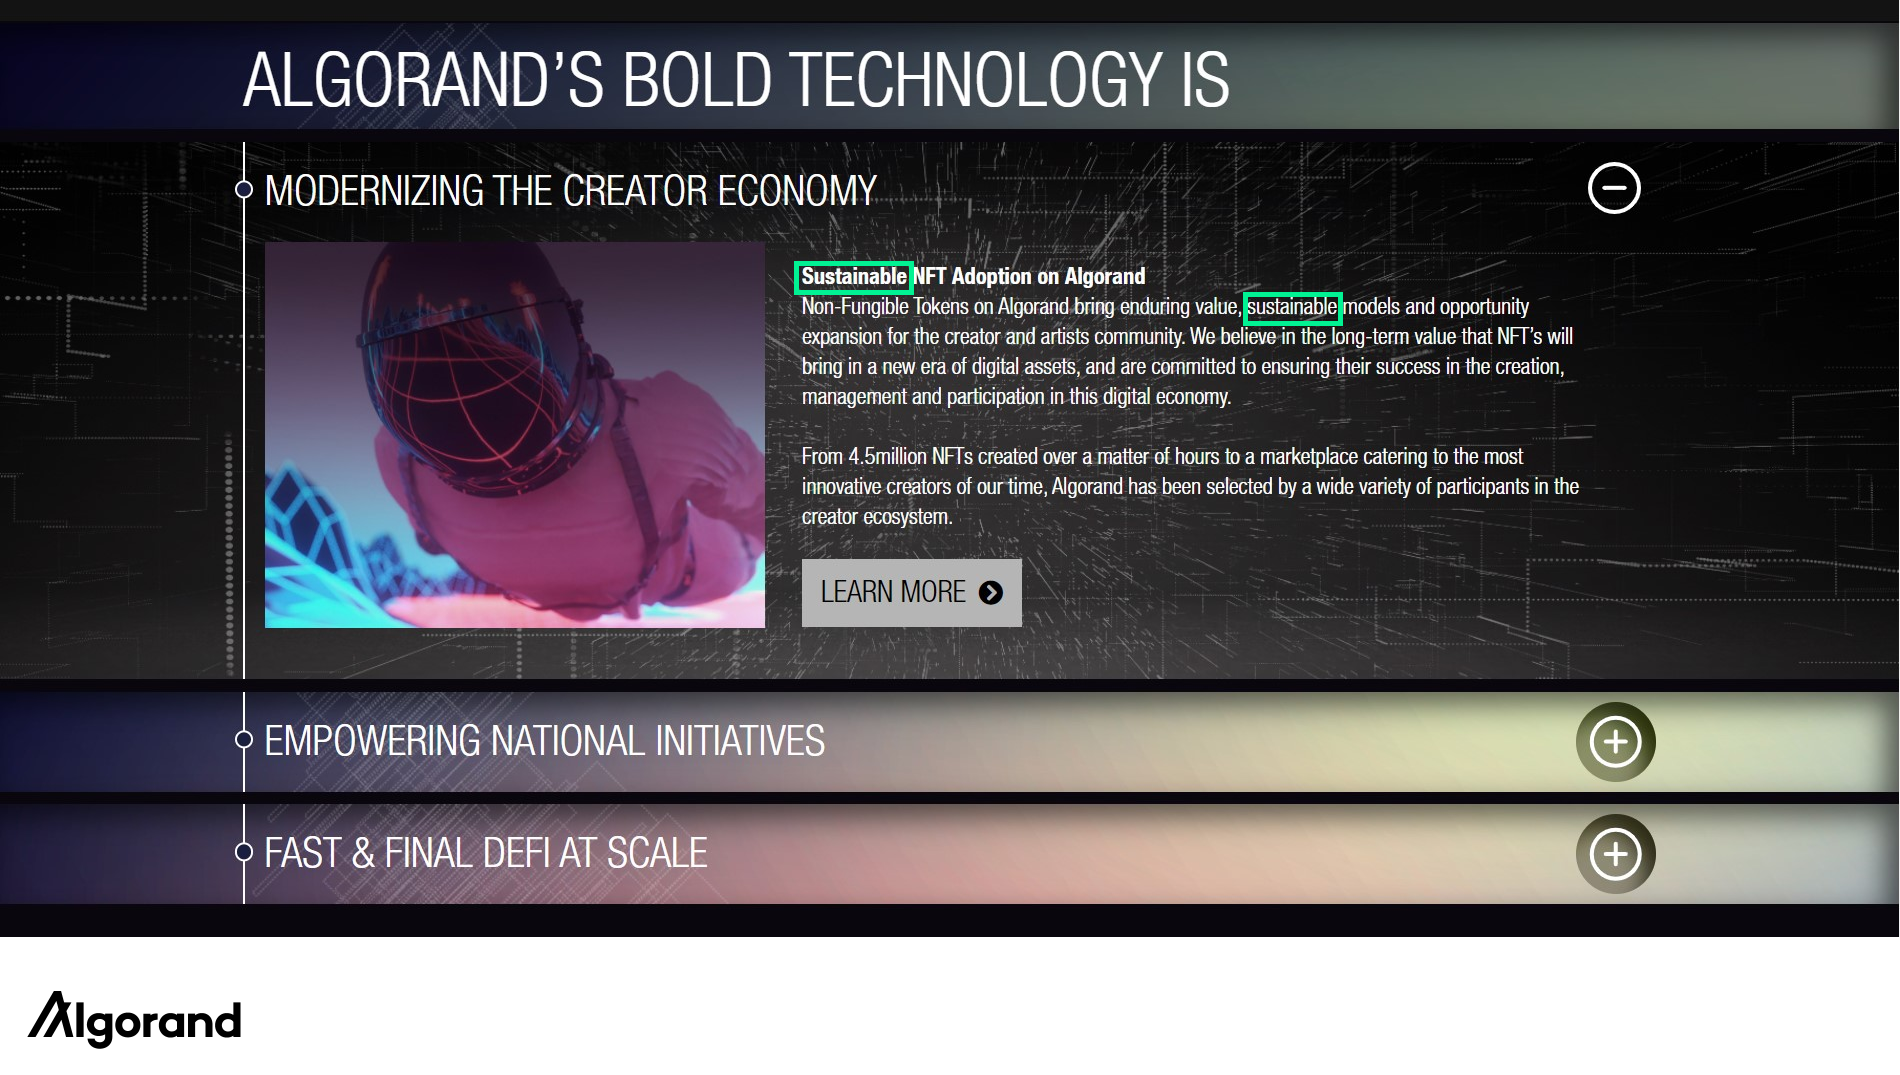 ALGORAND’S BOLD TECHNOLOGY IS
MODERNIZING THE CREATOR ECONOMY
Sustainable NFT Adoption on Algorand
Non-Fungible Tokens on Algorand bring enduring value, sustainable models and opportunity
expansion for the creator and artists community. We believe in the long-term value that NFT’s will
bring in a new era of digital assets, and are committed to ensuring their success in the creation,
management and participation in this digital economy.
From 4.5million NFTs created over a matter of hours to a marketplace catering to the most
innovative creators of our time, Algorand has been selected by a wide variety of participants in the
creator ecosystem.
LEARN MORE
EMPOWERING NATIONAL INITIATIVES
FAST & FINAL DEFI AT SCALE
Algorand